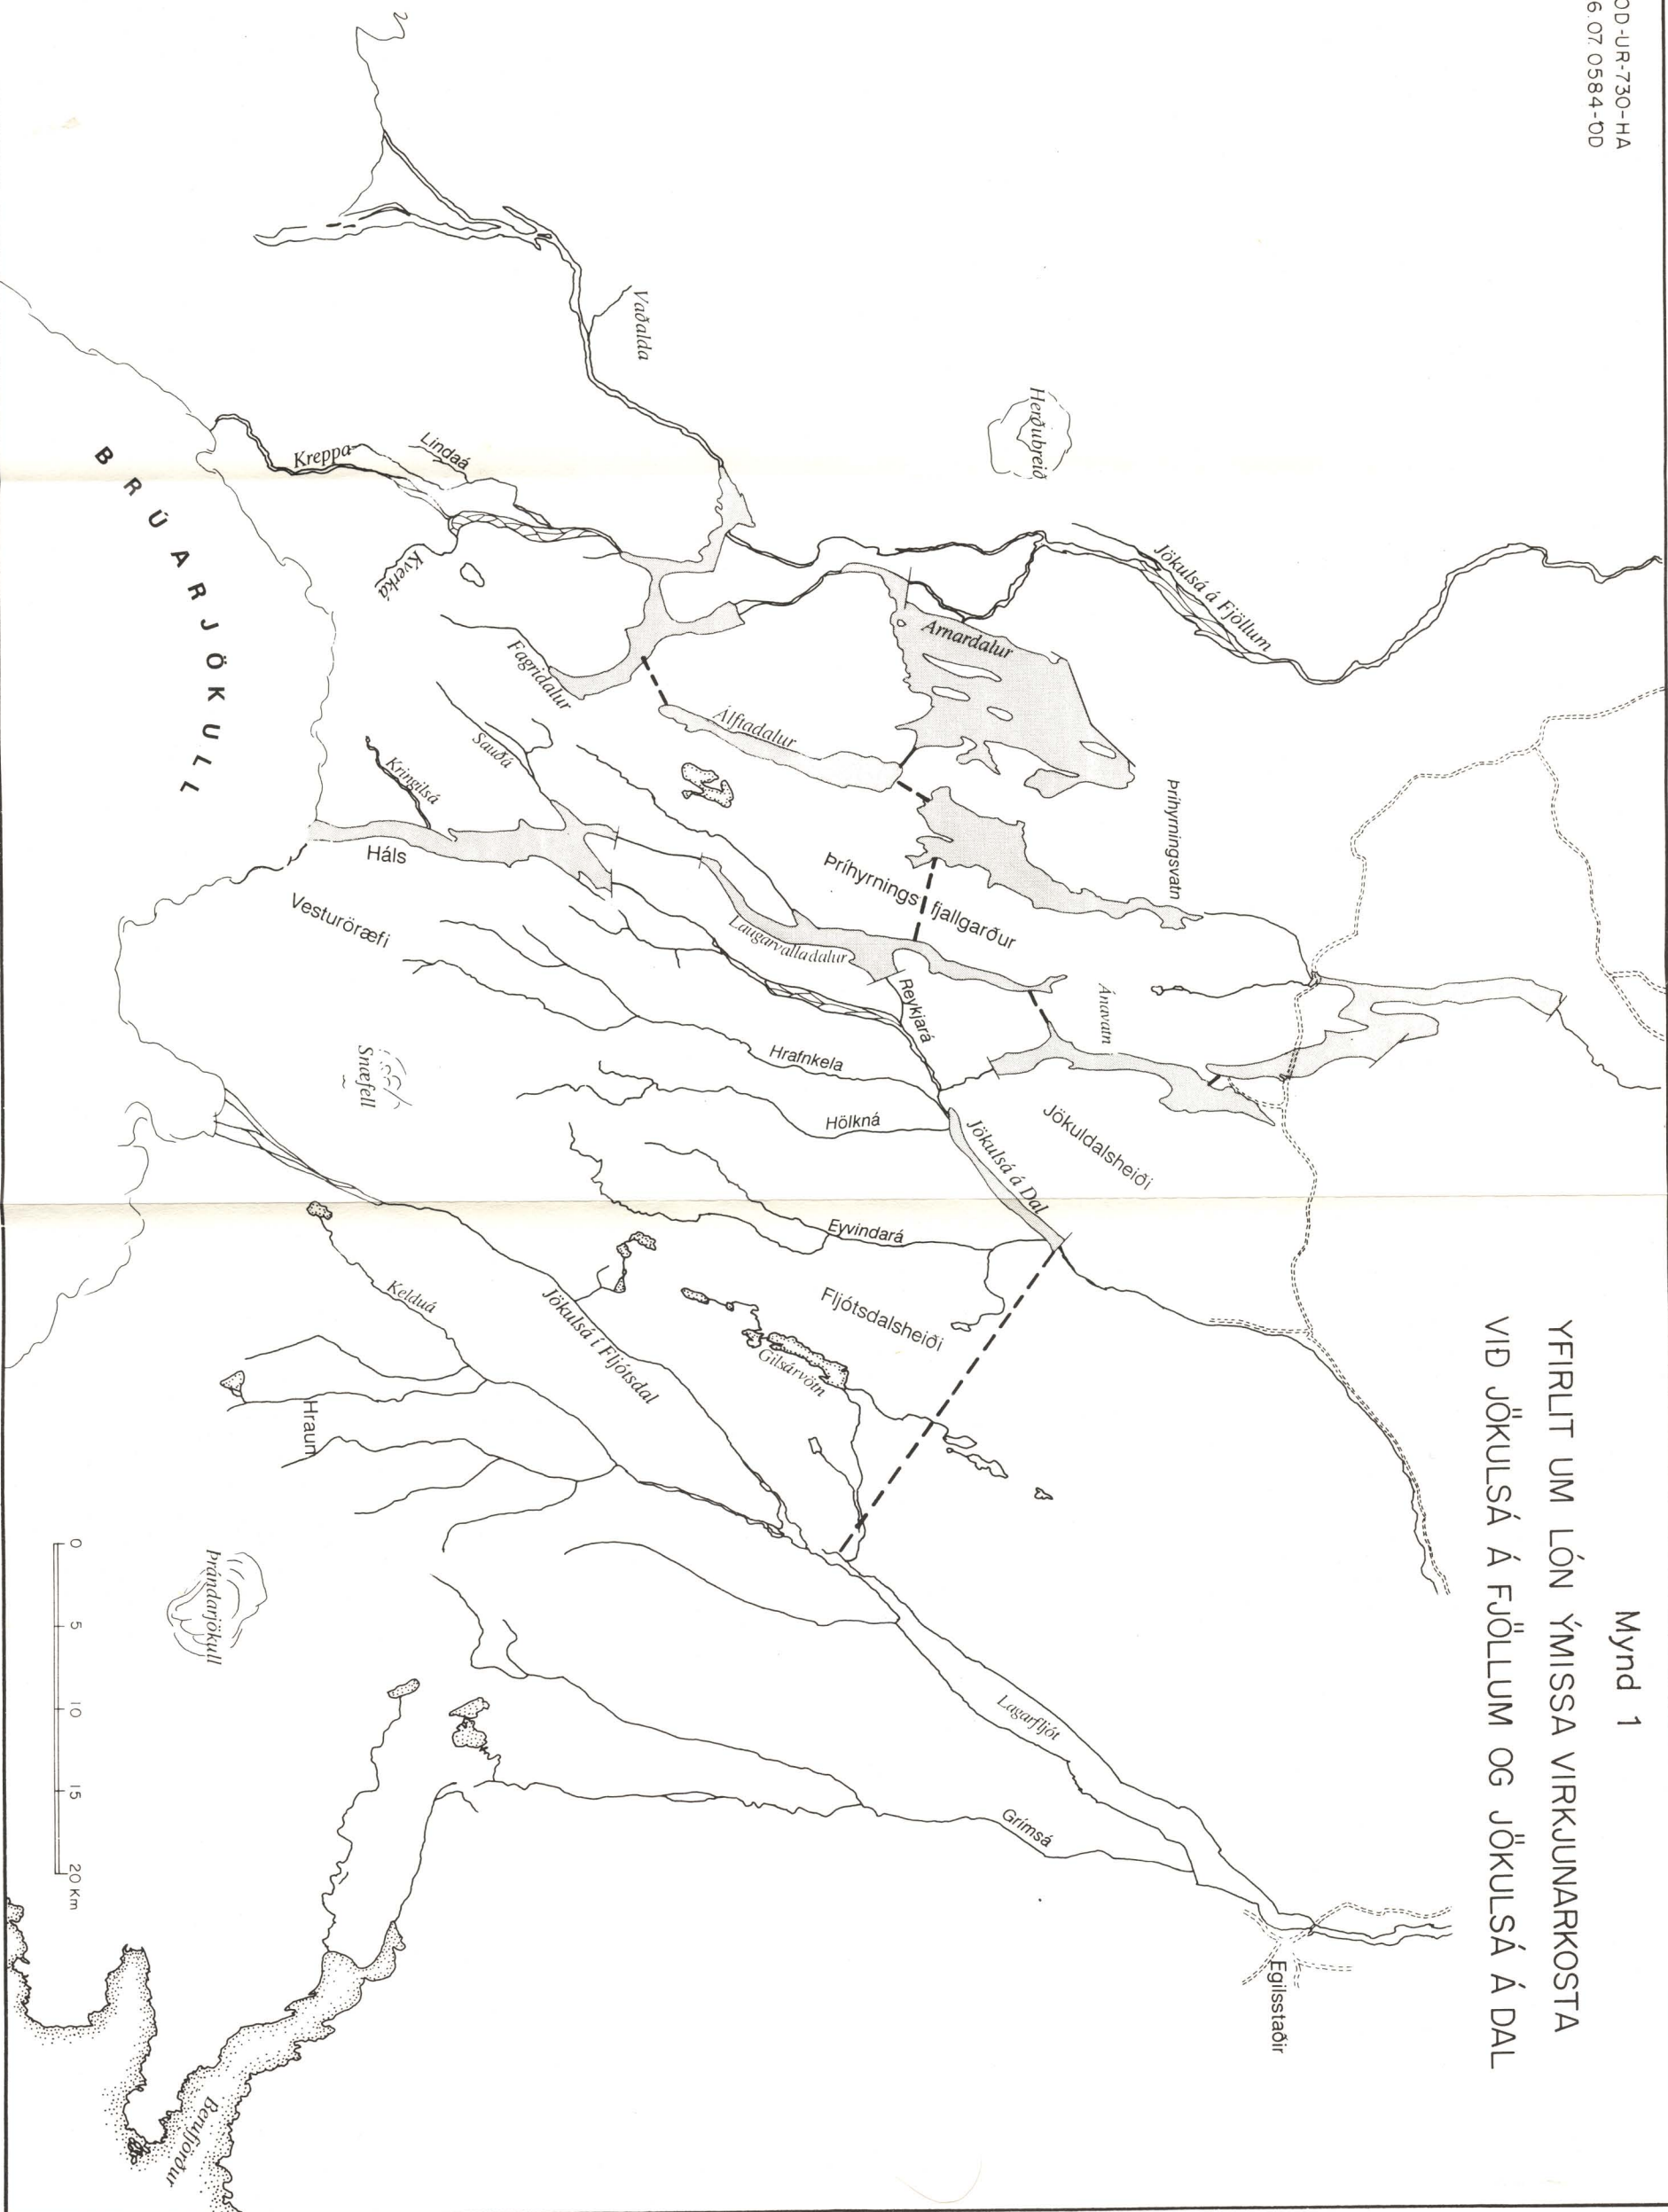 OD-UR-730-HA
6.07.0584-ÓD
Mynd 1
YFIRLIT UM LÓN ÝMISSA VIRKJUNARKOSTA
VIÐ JÖKULSÁ Á FJÖLLUM OG JÖKULSÁ Á DAL
Jökulsá á Fjöllum
Herðubreið
Vaðalda
Arnardalur
Þríhyrningsvatn
Lindaá
Kreppa
Kverká
Fagridalur
Álftadalur
Þríhyrnings fjallgarður
Ánavatn
BRÚARJÖKULL
Sauðá
Kringilsá
Háls
Vesturöræfi
Laugarvalladalur
Reykjará
Jökuldalsheiði
Hrafnkela
Hölkná
Jökulsá á Dal
Snæfell
Eyvindará
Fljótsdalsheiði
Gilsárvötn
Jökulsá í Fljótsdal
Kelduá
Hraun
Þrándarjökull
Lagarfljót
Grímsá
Egilsstaðir
Berufjörður
0 5 10 15 20 Km